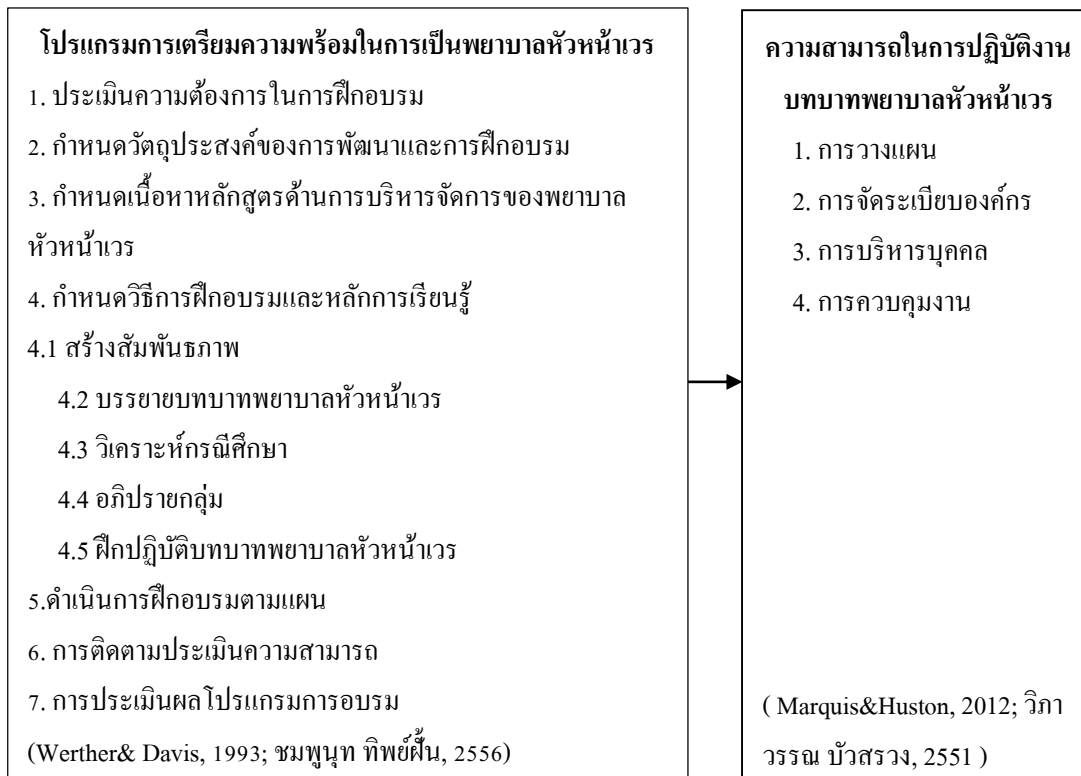 โปรแกรมการเตรียมความพร้อมในการเป็นพยาบาลหัวหน้าเวร
1. ประเมินความต้องการในการฝึกอบรม
2. กำหนดวัตถุประสงค์ของการพัฒนาและการฝึกอบรม
3. กำหนดเนื้อหาหลักสูตรด้านการบริหารจัดการของพยาบาล
หัวหน้าเวร
4. กำหนดวิธีการฝึกอบรมและหลักการเรียนรู้
4.1 สร้างสัมพันธภาพ
4.2 บรรยายบทบาทพยาบาลหัวหน้าเวร
4.3 วิเคราะห์กรณีศึกษา
4.4 อภิปรายกลุ่ม
4.5 ฝึกปฏิบัติบทบาทพยาบาลหัวหน้าเวร
5.ดำเนินการฝึกอบรมตามแผน
6. การติดตามประเมินความสามารถ
7. การประเมินผลโปรแกรมการอบรม
(Werther& Davis, 1993; ชมพูนุท ทิพย์ฝั้น, 2556)
ความสามารถในการปฏิบัติงาน
บทบาทพยาบาลหัวหน้าเวร
1. การวางแผน
2. การจัดระเบียบองค์กร
3. การบริหารบุคคล
4. การควบคุมงาน
( Marquis&Huston, 2012; วิภา
วรรณ บัวสรวง, 2551 )